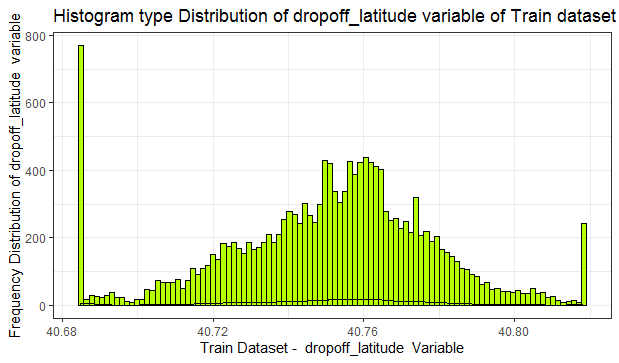 Histogram type Distribution of dropoff_latitude variable of Train dataset
Frequency Distribution of dropoff_latitude variable
800
600
400
200
0
40.68 40.72 40.76 40.80
Train Dataset - dropoff_latitude Variable